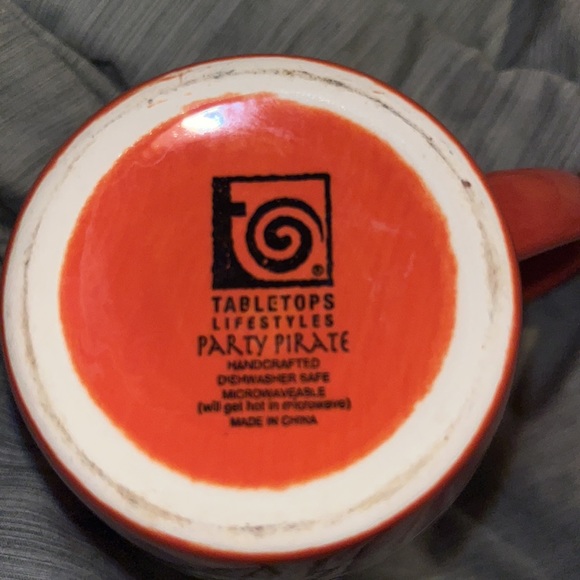 t
®
TABLETOPS
LIFESTYLES
PARTY PIRATE
HANDCRAFTED
DISHWASHER SAFE
MICROWAVEABLE
(will get hot in microwave)
MADE IN CHINA